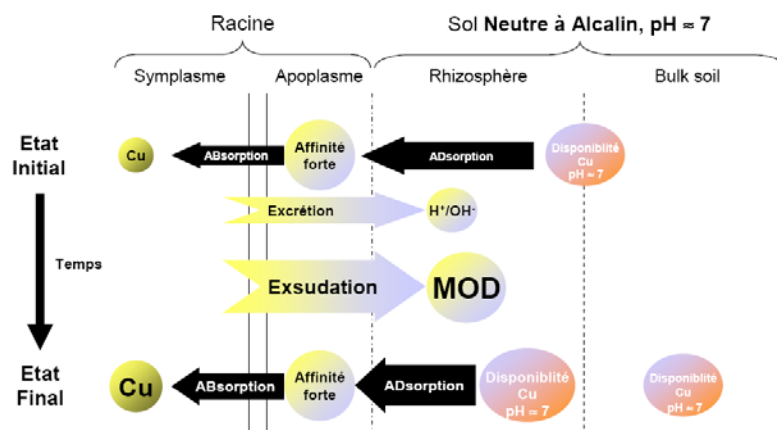 Racine
Sol Neutre à Alcalin, pH ≈ 7
Symplasme
Apoplasme
Rhizosphère
Bulk soil
Etat
Initial
Cu
ABsorption
Affinité
forte
ADsorption
Disponiblité
Cu
pH ≈ 7
Excrétion
H⁺/OH⁻
Temps
Exsudation
MOD
Etat
Final
Cu
ABsorption
Affinité
forte
ADsorption
Disponiblité
Cu
pH ≈ 7
Disponiblité
Cu
pH ≈ 7